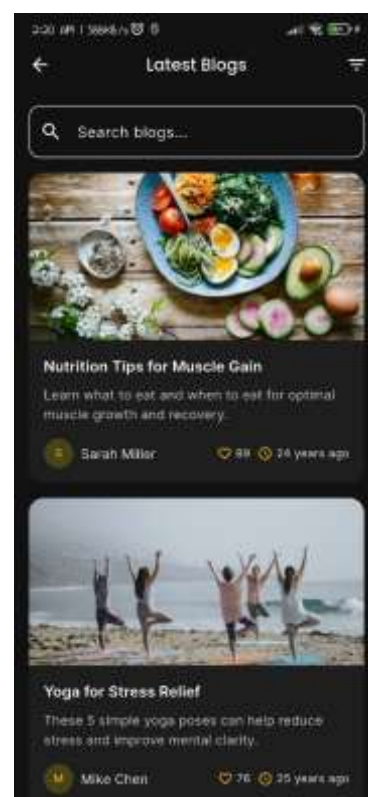 Latest Blogs
Search blogs...
Nutrition Tips for Muscle Gain
Learn what to eat and when to eat for optimal
muscle growth and recovery.
S Sarah Miller 24 years ago
Yoga for Stress Relief
These 5 simple yoga poses can help reduce
stress and improve mental clarity.
M Mike Chen 76 25 years ago